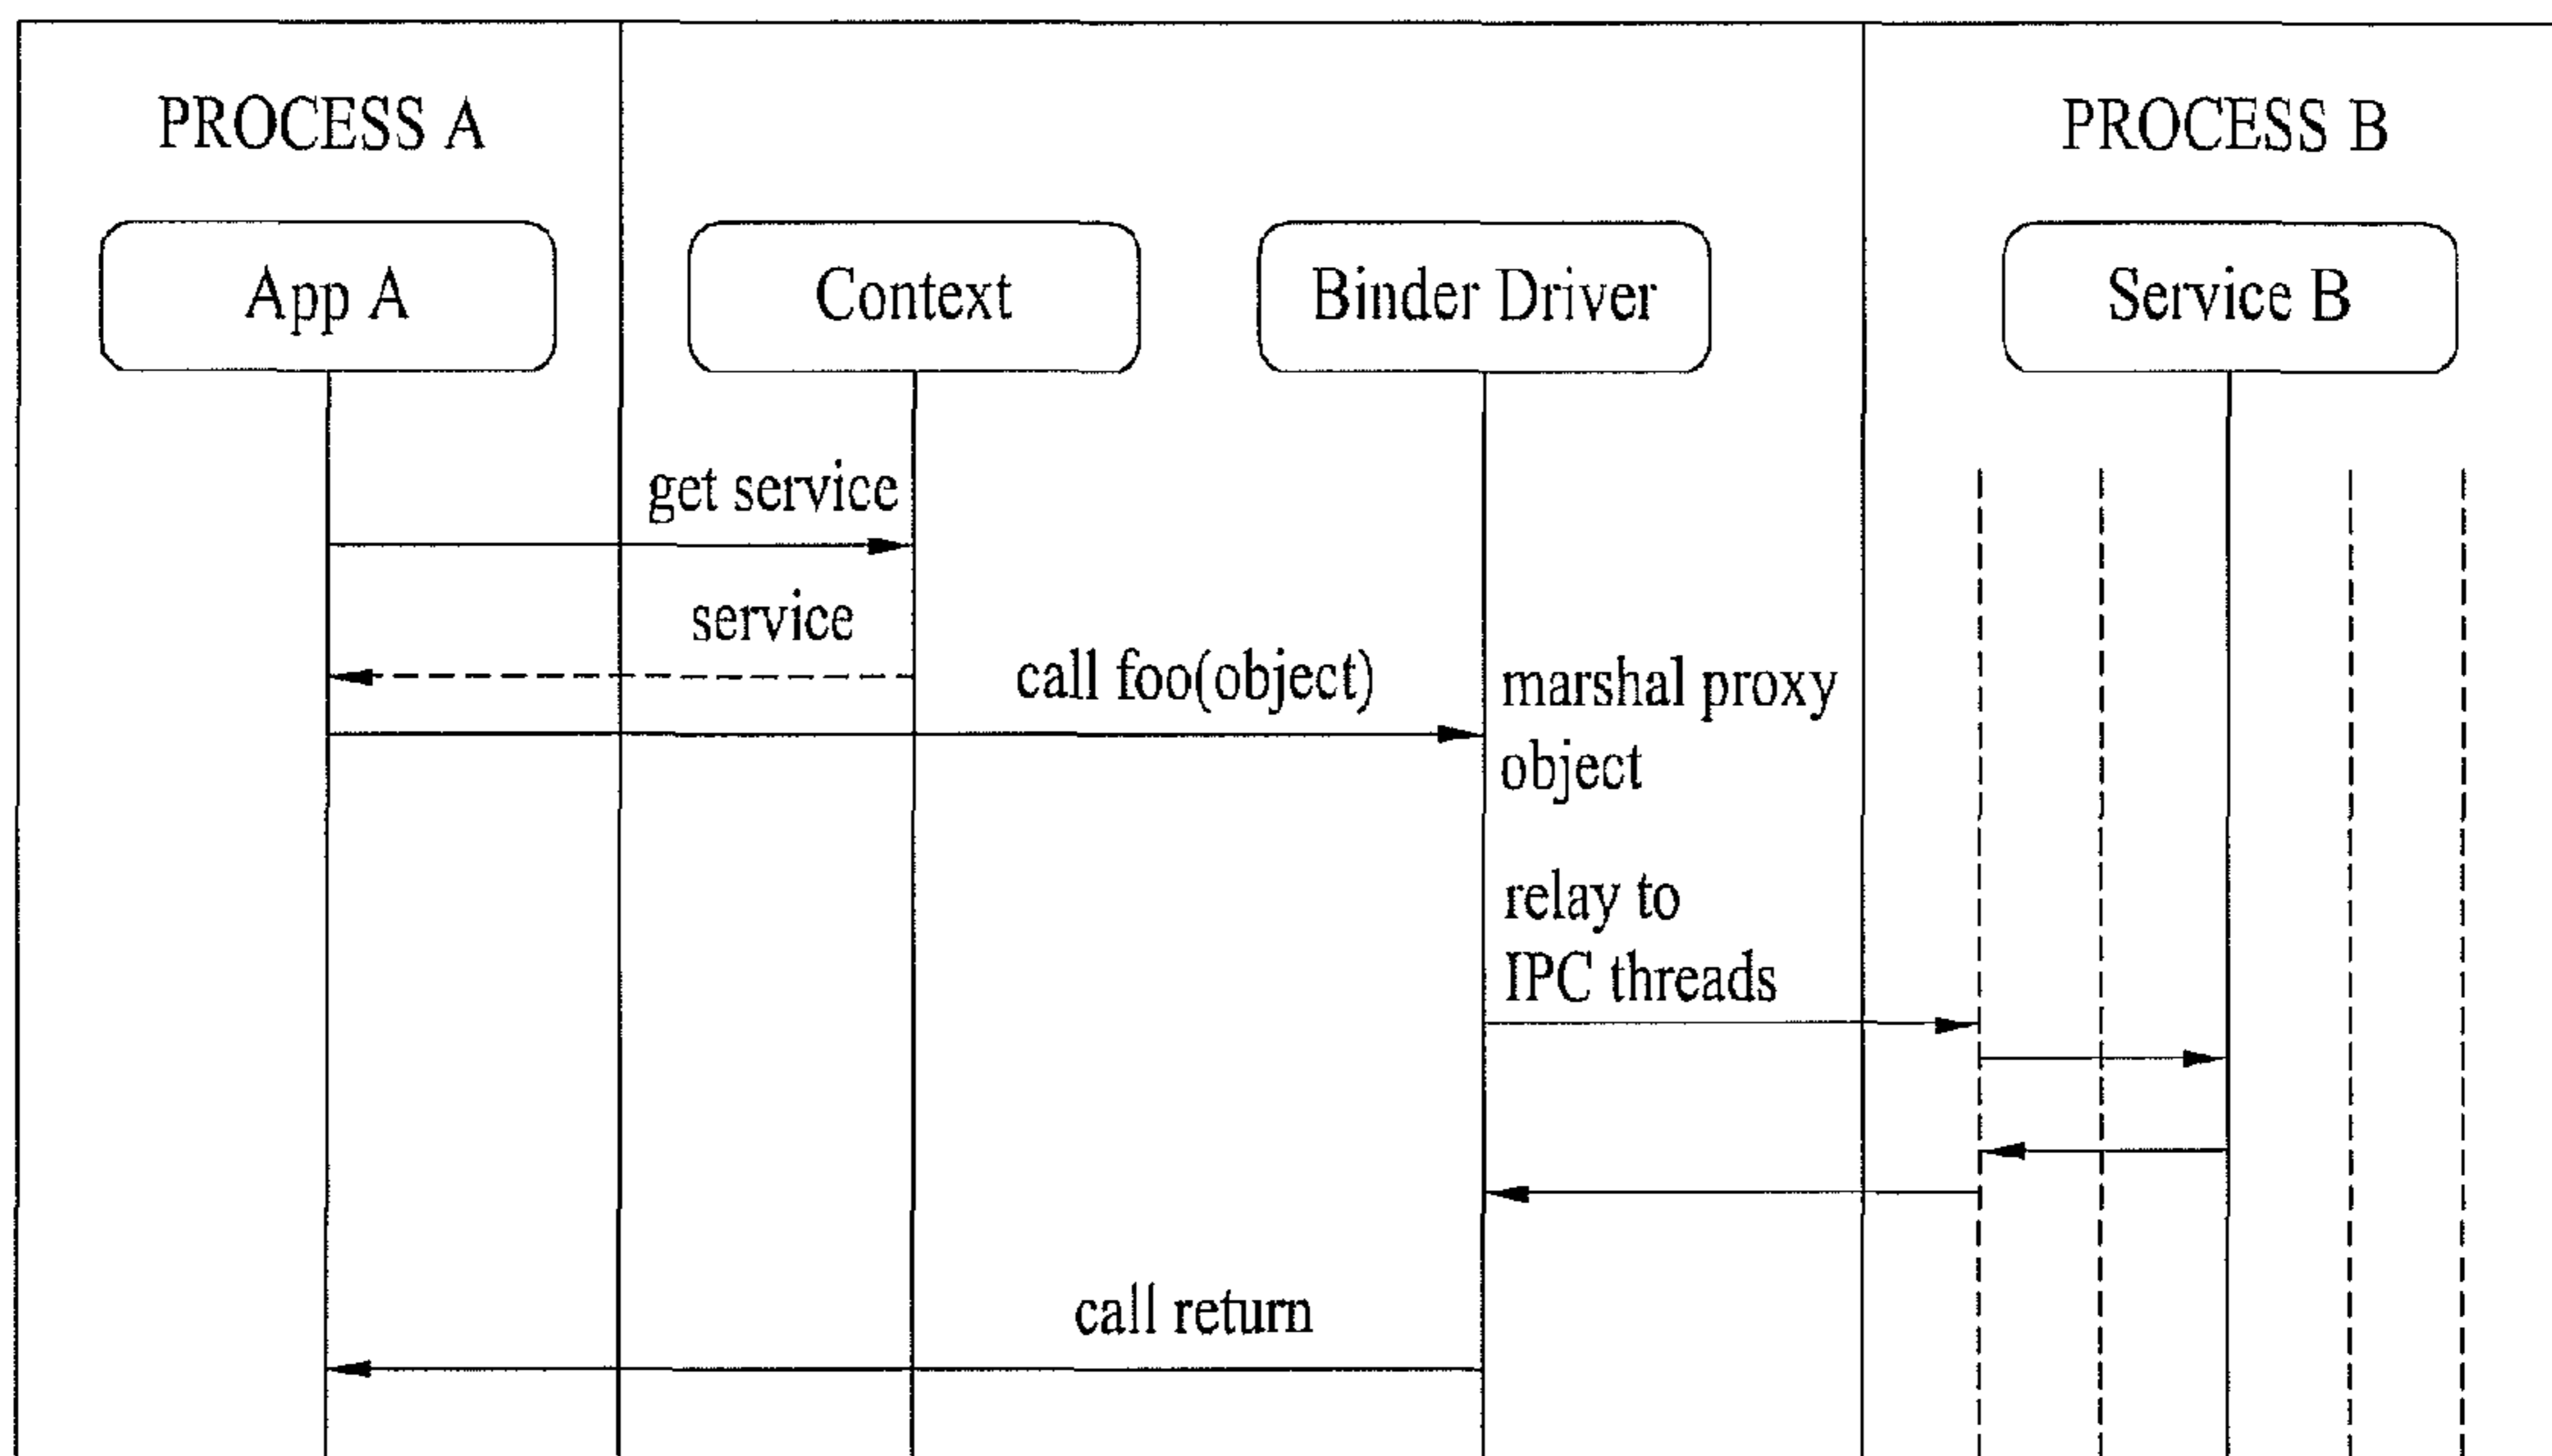 PROCESS A
PROCESS B
App A
Context
Binder Driver
Service B
get service
service
call foo(object)
marshal proxy
object
relay to
IPC threads
call return